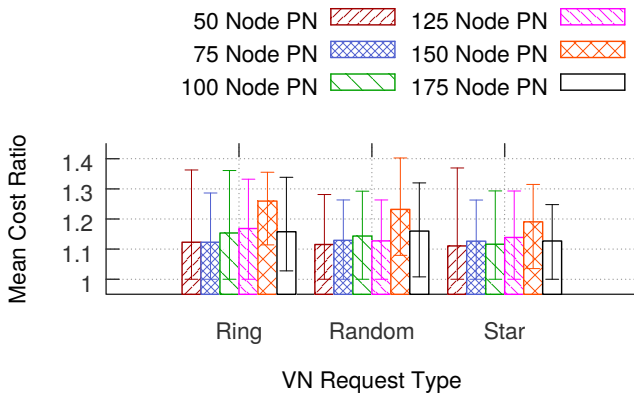 50 Node PN
125 Node PN
75 Node PN
150 Node PN
100 Node PN
175 Node PN
Mean Cost Ratio
1.4
1.3
1.2
1.1
1
Ring
Random
Star
VN Request Type